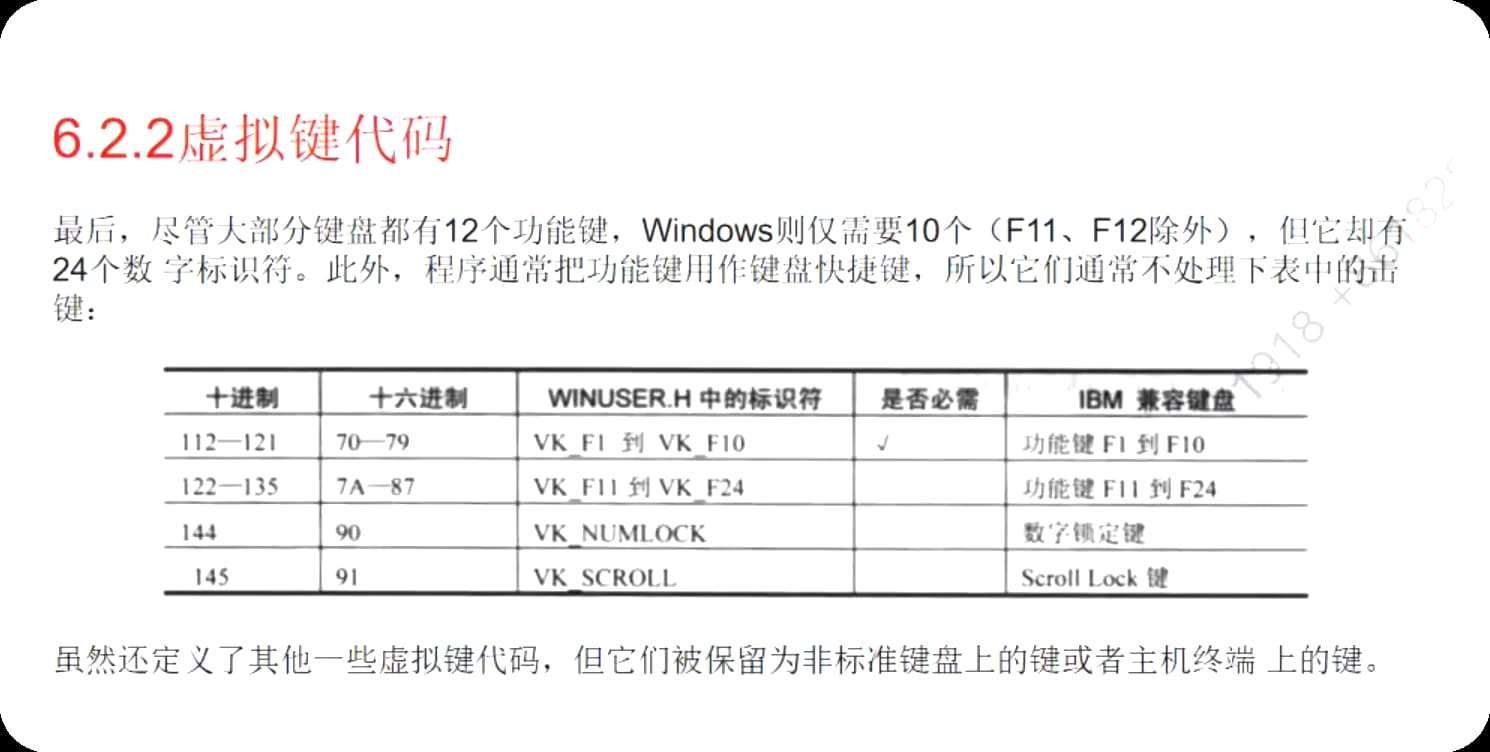 6.2.2虚拟键代码
最后，尽管大部分键盘都有12个功能键，Windows则仅需要10个（F11、F12除外），但它却有
24个数 字标识符。此外，程序通常把功能键用作键盘快捷键，所以它们通常不处理下表中的击
键：
十进制 十六进制 WINUSER.H 中的标识符 是否必需 IBM 兼容键盘
112—121 70—79 VK_F1 到 VK_F10 √ 功能键 F1 到 F10
122—135 7A—87 VK_F11 到 VK_F24 功能键 F11 到 F24
144 90 VK_NUMLOCK 数字锁定键
145 91 VK_SCROLL Scroll Lock 键
虽然还定义了其他一些虚拟键代码，但它们被保留为非标准键盘上的键或者主机终端 上的键。